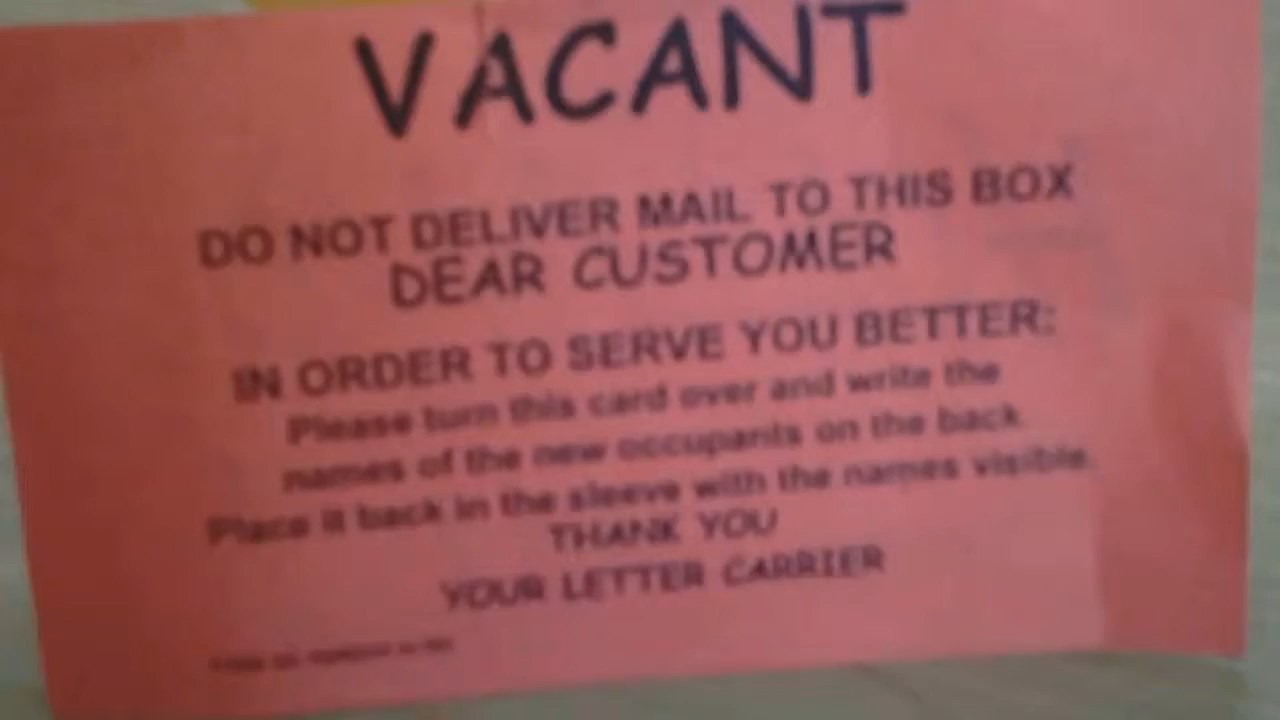 VACANT
DO NOT DELIVER MAIL TO THIS BOX
DEAR CUSTOMER
IN ORDER TO SERVE YOU BETTER:
Please turn this card over and write the
names of the new occupants on the back
Place it back in the sleeve with the names visible.
THANK YOU
YOUR LETTER CARRIER